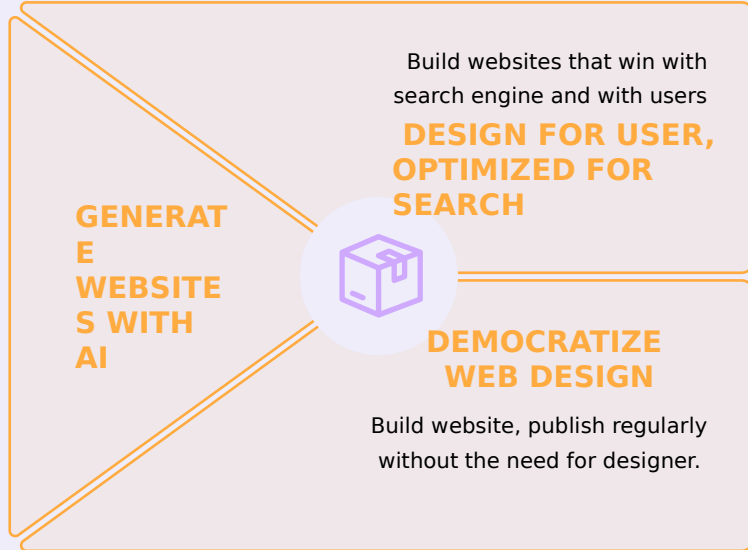 Build websites that win with
search engine and with users
DESIGN FOR USER,
OPTIMIZED FOR
SEARCH
GENERAT
E
WEBSITE
S WITH
AI
DEMOCRATIZE
WEB DESIGN
Build website, publish regularly
without the need for designer.